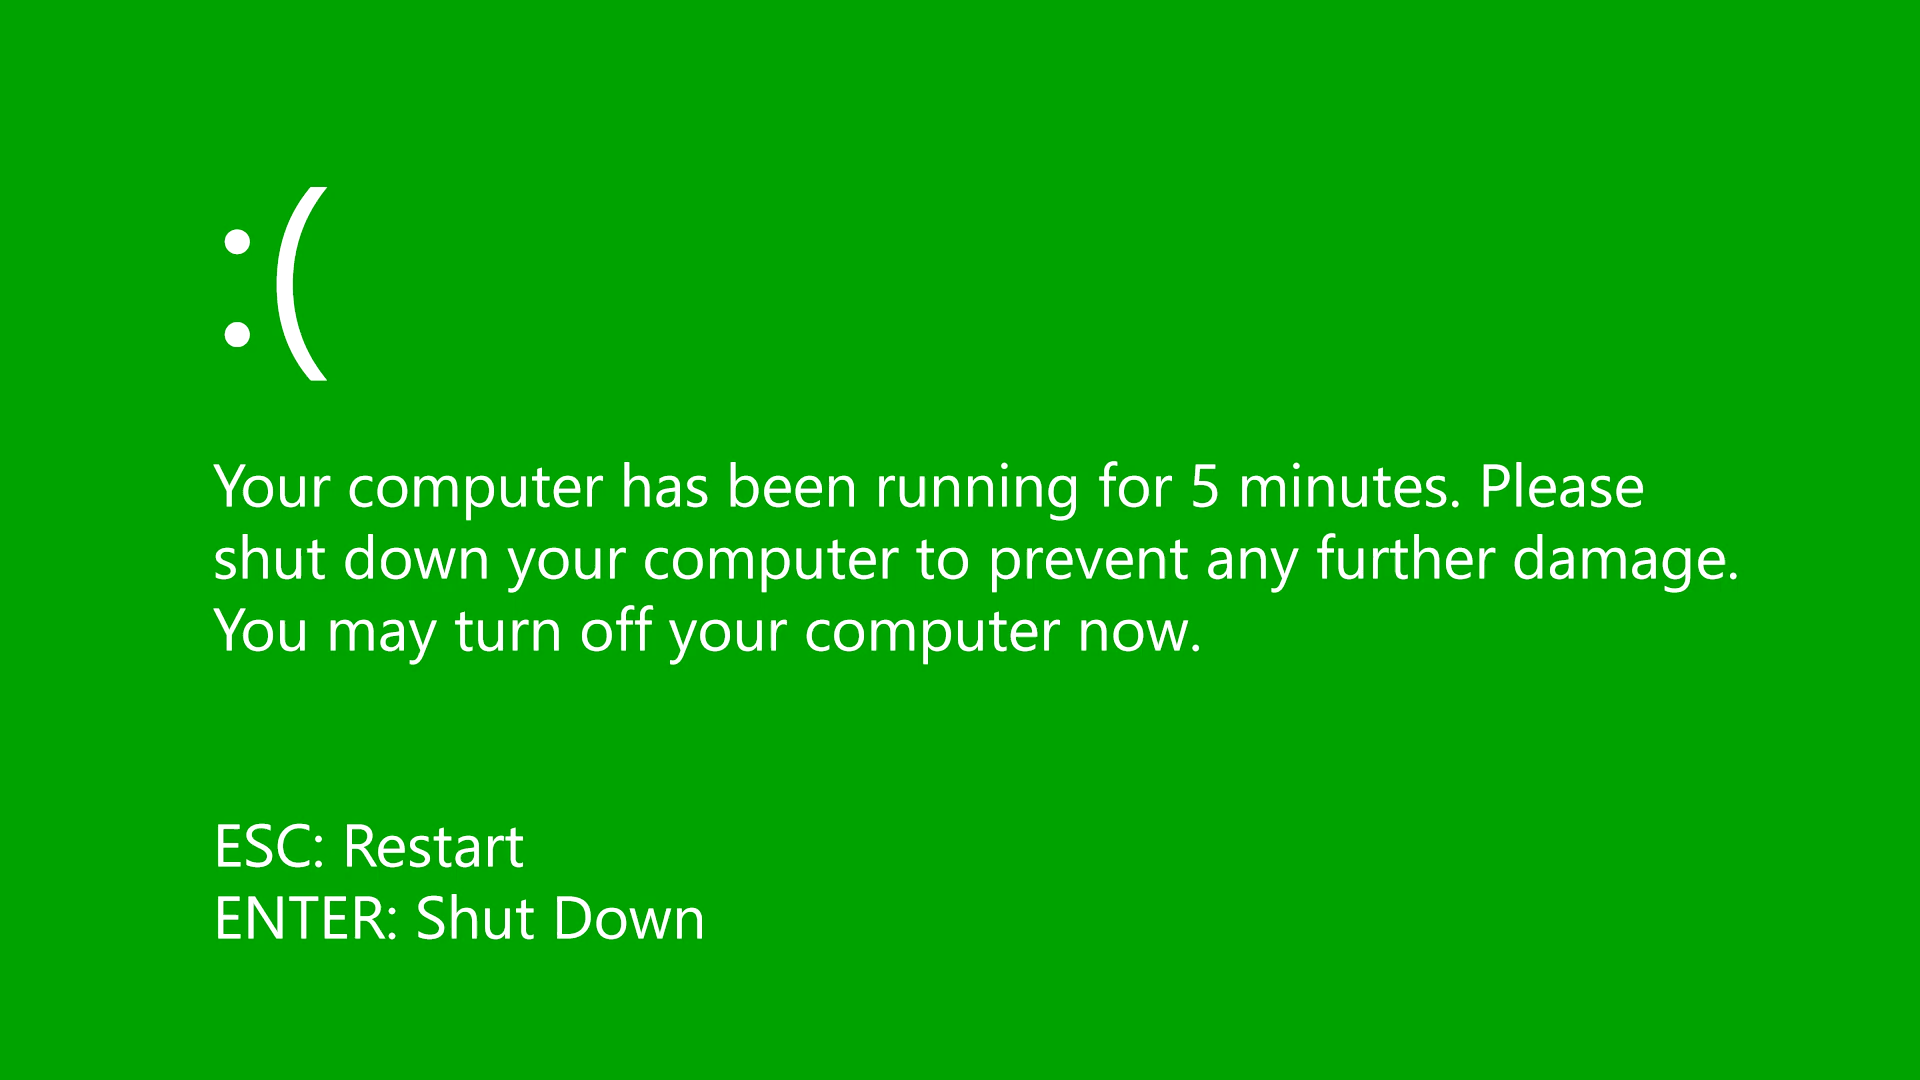 :(
Your computer has been running for 5 minutes. Please
shut down your computer to prevent any further damage.
You may turn off your computer now.
ESC: Restart
ENTER: Shut Down